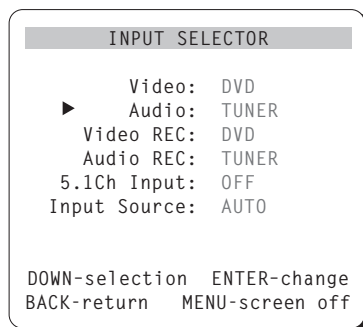 INPUT SELECTOR
Video: DVD
Audio: TUNER
Video REC: DVD
Audio REC: TUNER
5.1Ch Input: OFF
Input Source: AUTO
DOWN-selection ENTER-change
BACK-return MENU-screen off